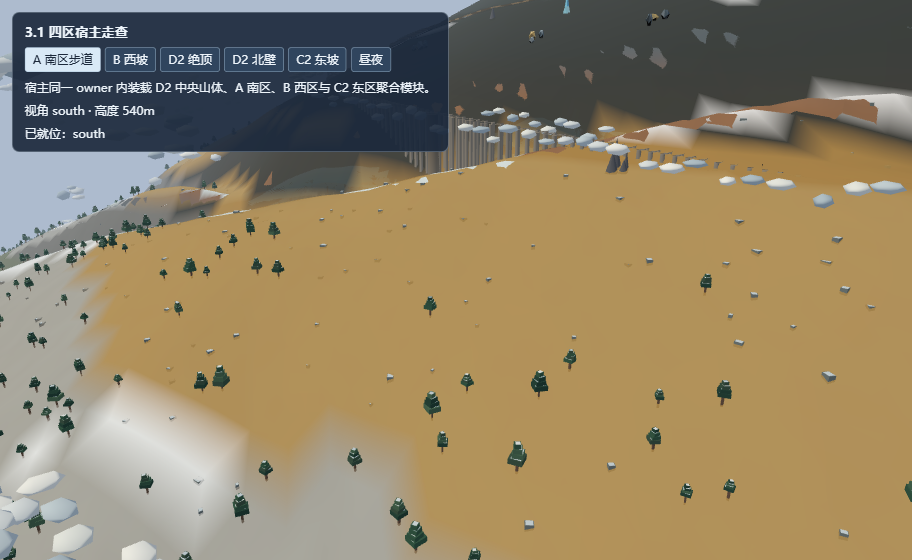 3.1 四区宿主走查
A 南区步道 B 西坡 D2 绝顶 D2 北壁 C2 东坡 昼夜
宿主同一 owner 内装载 D2 中央山体、A 南区、B 西区与 C2 东区聚合模块。
视角 south · 高度 540m
已就位：south